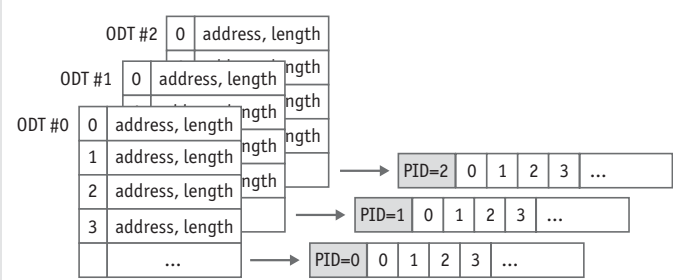 ODT #2 0 address, length
ngth
ODT #1 0 address, length ngth
ngth
ODT #0 0 address, length ngth
1 address, length ngth
2 address, length ngth
PID=2 0 1 2 3 ...
3 address, length
PID=1 0 1 2 3 ...
...
PID=0 0 1 2 3 ...